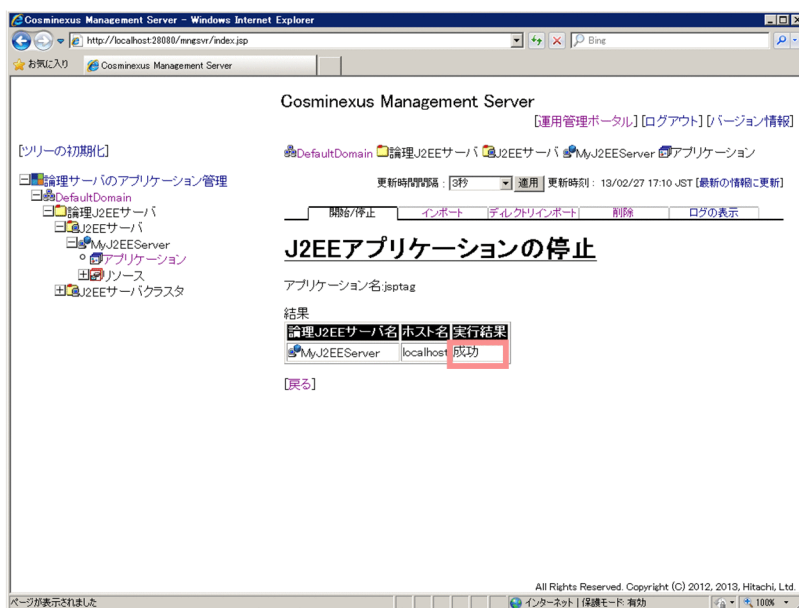 Cosminexus Management Server - Windows Internet Explorer
http://localhost:28080/mngsvr/index.jsp
Bing
お気に入り Cosminexus Management Server
Cosminexus Management Server
[運用管理ポータル] [ログアウト] [バージョン情報]
[ツリーの初期化]
DefaultDomain 論理J2EEサーバ J2EEサーバ MyJ2EEServer アプリケーション
論理サーバのアプリケーション管理
DefaultDomain
論理J2EEサーバ
J2EEサーバ
MyJ2EEServer
アプリケーション
リソース
J2EEサーバクラスタ
更新時間間隔 : 3秒 適用 更新時刻 : 13/02/27 17:10 JST [最新の情報に更新]
開始/停止 インポート ディレクトリインポート 削除 ログの表示
J2EEアプリケーションの停止
アプリケーション名:jsptag
結果
論理J2EEサーバ名 ホスト名 実行結果
MyJ2EEServer localhost 成功
[戻る]
All Rights Reserved. Copyright (C) 2012, 2013, Hitachi, Ltd.
ページが表示されました インターネット | 保護モード: 有効 100%